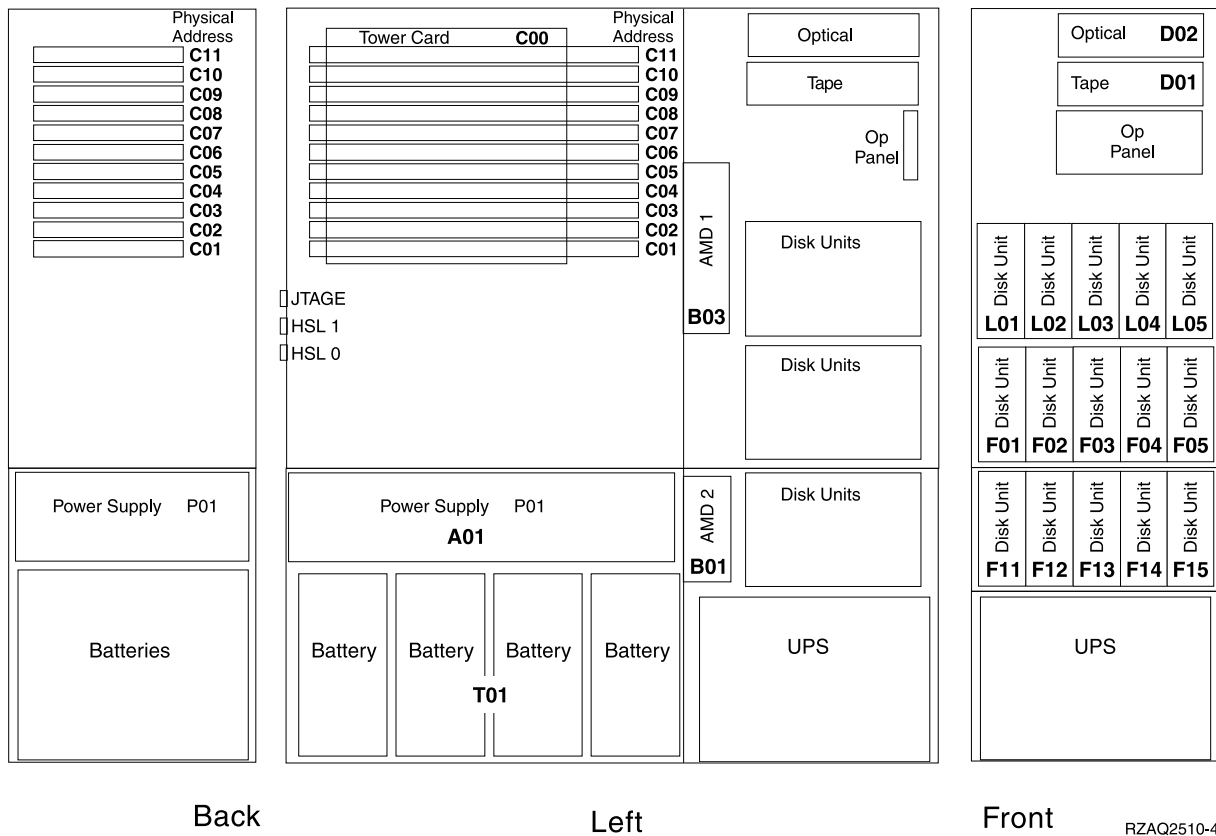 Physical
Address
C11
C10
C09
C08
C07
C06
C05
C04
C03
C02
C01
Power Supply P01
Batteries
Back
Tower Card C00
Physical
Address
C11
C10
C09
C08
C07
C06
C05
C04
C03
C02
C01
JTAGE
HSL 1
HSL 0
Optical
Tape
Op
Panel
AMD 1
B03
Disk Units
Disk Units
Power Supply P01
A01
AMD 2
B01
Disk Units
Battery Battery Battery Battery
T01
UPS
Left
Optical D02
Tape D01
Op
Panel
Disk Unit Disk Unit Disk Unit Disk Unit Disk Unit
L01 L02 L03 L04 L05
Disk Unit Disk Unit Disk Unit Disk Unit Disk Unit
F01 F02 F03 F04 F05
Disk Unit Disk Unit Disk Unit Disk Unit Disk Unit
F11 F12 F13 F14 F15
UPS
Front
RZAQ2510-4